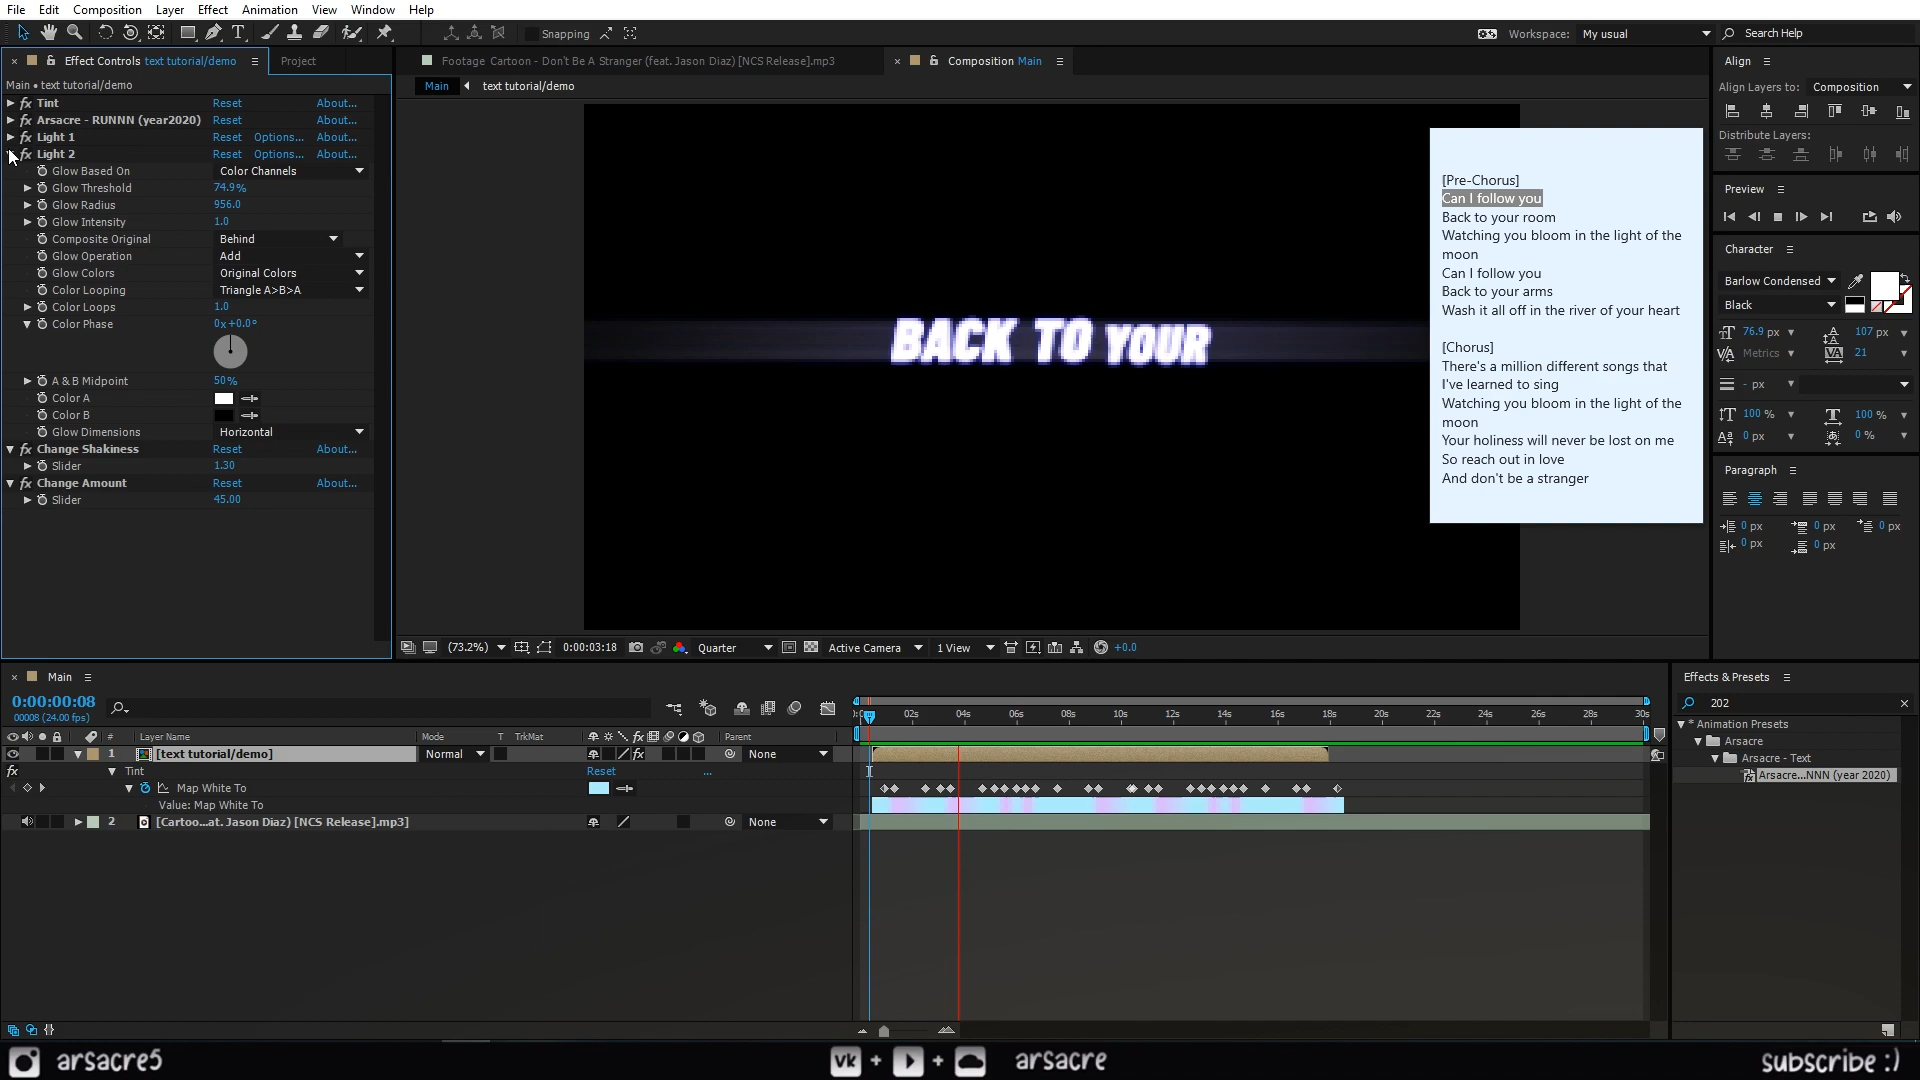 File Edit Composition Layer Effect Animation View Window Help
Snapping
Workspace: My usual
Search Help
Effect Controls text tutorial/demo
Project
Main • text tutorial/demo
Tint Reset About...
Arsacre - RUNNN (year2020) Reset About...
Light 1 Reset Options... About...
Light 2 Reset Options... About...
Glow Based On Color Channels
Glow Threshold 74.9%
Glow Radius 956.0
Glow Intensity 1.0
Composite Original Behind
Glow Operation Add
Glow Colors Original Colors
Color Looping Triangle A>B>A
Color Loops 1.0
Color Phase 0x+0.0°
A & B Midpoint 50%
Color A
Color B
Glow Dimensions Horizontal
Change Shakiness Reset About...
Slider 1.30
Change Amount Reset About...
Slider 45.00
Footage Cartoon - Don't Be A Stranger (feat. Jason Diaz) [NCS Release].mp3
Composition Main
Main text tutorial/demo
BACK TO YOUR
[Pre-Chorus]
Can I follow you
Back to your room
Watching you bloom in the light of the
moon
Can I follow you
Back to your arms
Wash it all off in the river of your heart
[Chorus]
There's a million different songs that
I've learned to sing
Watching you bloom in the light of the
moon
Your holiness will never be lost on me
So reach out in love
And don't be a stranger
(73.2%) 0:00:03:18 Quarter Active Camera 1 View +0.0
Align
Align Layers to: Composition
Distribute Layers:
Preview
Character
Barlow Condensed
Black
76.9 px 107 px
Metrics 21
- px
100 % 100 %
0 px 0 %
Paragraph
0 px 0 px 0 px
0 px 0 px
Main
0:00:00:08
00008 (24.00 fps)
02s 04s 06s 08s 10s 12s 14s 16s 18s 20s 22s 24s 26s 28s 30s
# Layer Name Mode T TrkMat Parent
1 [text tutorial/demo] Normal None
Tint Reset ...
Map White To
Value: Map White To
2 [Cartoo...at. Jason Diaz) [NCS Release].mp3] None
Effects & Presets
202
* Animation Presets
Arsacre
Arsacre - Text
Arsacre...NNN (year 2020)
arsacre5
vk + + arsacre
subscribe :)